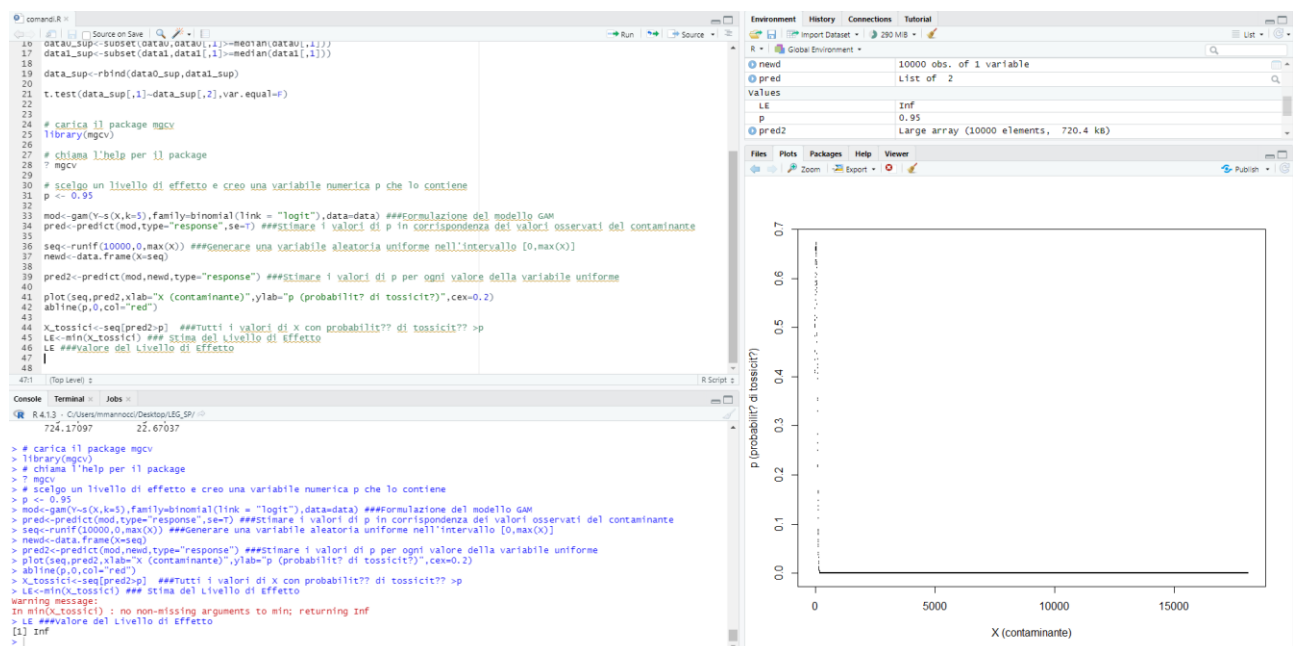 comandi.R
Source on Save
Run
Source
16 data0_sup<-subset(data0,data0[,1]>=median(data0[,1]))
17 data1_sup<-subset(data1,data1[,1]>=median(data1[,1]))
18
19 data_sup<-rbind(data0_sup,data1_sup)
20
21 t.test(data_sup[,1]~data_sup[,2],var.equal=F)
22
23
24 # carica il package mgcv
25 library(mgcv)
26
27 # chiama l'help per il package
28 ? mgcv
29
30 # scelgo un livello di effetto e creo una variabile numerica p che lo contiene
31 p <- 0.95
32
33 mod<-gam(Y~s(X,k=5),family=binomial(link = "logit"),data=data) ###Formulazione del modello GAM
34 pred<-predict(mod,type="response",se=T) ###Stimare i valori di p in corrispondenza dei valori osservati del contaminante
35
36 seq<-runif(10000,0,max(X)) ###Generare una variabile aleatoria uniforme nell'intervallo [0,max(X)]
37 newd<-data.frame(X=seq)
38
39 pred2<-predict(mod,newd,type="response") ###Stimare i valori di p per ogni valore della variabile uniforme
40
41 plot(seq,pred2,xlab="X (contaminante)",ylab="p (probabilit? di tossicit?)",cex=0.2)
42 abline(p,0,col="red")
43
44 X_tossici<-seq[pred2>p] ###Tutti i valori di X con probabilit?? di tossicit?? >p
45 LE<-min(X_tossici) ### Stima del Livello di Effetto
46 LE ###Valore del Livello di Effetto
47
48
47:1 (Top Level) R Script
Console Terminal Jobs
R 4.1.3 · C:/Users/mmannocci/Desktop/LEG_SP/
724.17097 22.67037
> # carica il package mgcv
> library(mgcv)
> # chiama l'help per il package
> ? mgcv
> # scelgo un livello di effetto e creo una variabile numerica p che lo contiene
> p <- 0.95
> mod<-gam(Y~s(X,k=5),family=binomial(link = "logit"),data=data) ###Formulazione del modello GAM
> pred<-predict(mod,type="response",se=T) ###Stimare i valori di p in corrispondenza dei valori osservati del contaminante
> seq<-runif(10000,0,max(X)) ###Generare una variabile aleatoria uniforme nell'intervallo [0,max(X)]
> newd<-data.frame(X=seq)
> pred2<-predict(mod,newd,type="response") ###Stimare i valori di p per ogni valore della variabile uniforme
> plot(seq,pred2,xlab="X (contaminante)",ylab="p (probabilit? di tossicit?)",cex=0.2)
> abline(p,0,col="red")
> X_tossici<-seq[pred2>p] ###Tutti i valori di X con probabilit?? di tossicit?? >p
> LE<-min(X_tossici) ### Stima del Livello di Effetto
Warning message:
In min(X_tossici) : no non-missing arguments to min; returning Inf
> LE ###Valore del Livello di Effetto
[1] Inf
>
Environment History Connections Tutorial
Import Dataset 290 MiB List
R Global Environment
newd 10000 obs. of 1 variable
pred List of 2
Values
LE Inf
p 0.95
pred2 Large array (10000 elements, 720.4 kB)
Files Plots Packages Help Viewer
Zoom Export Publish
0.7
0.6
0.5
0.4
0.3
0.2
0.1
0.0
p (probabilit? di tossicit?)
0 5000 10000 15000
X (contaminante)